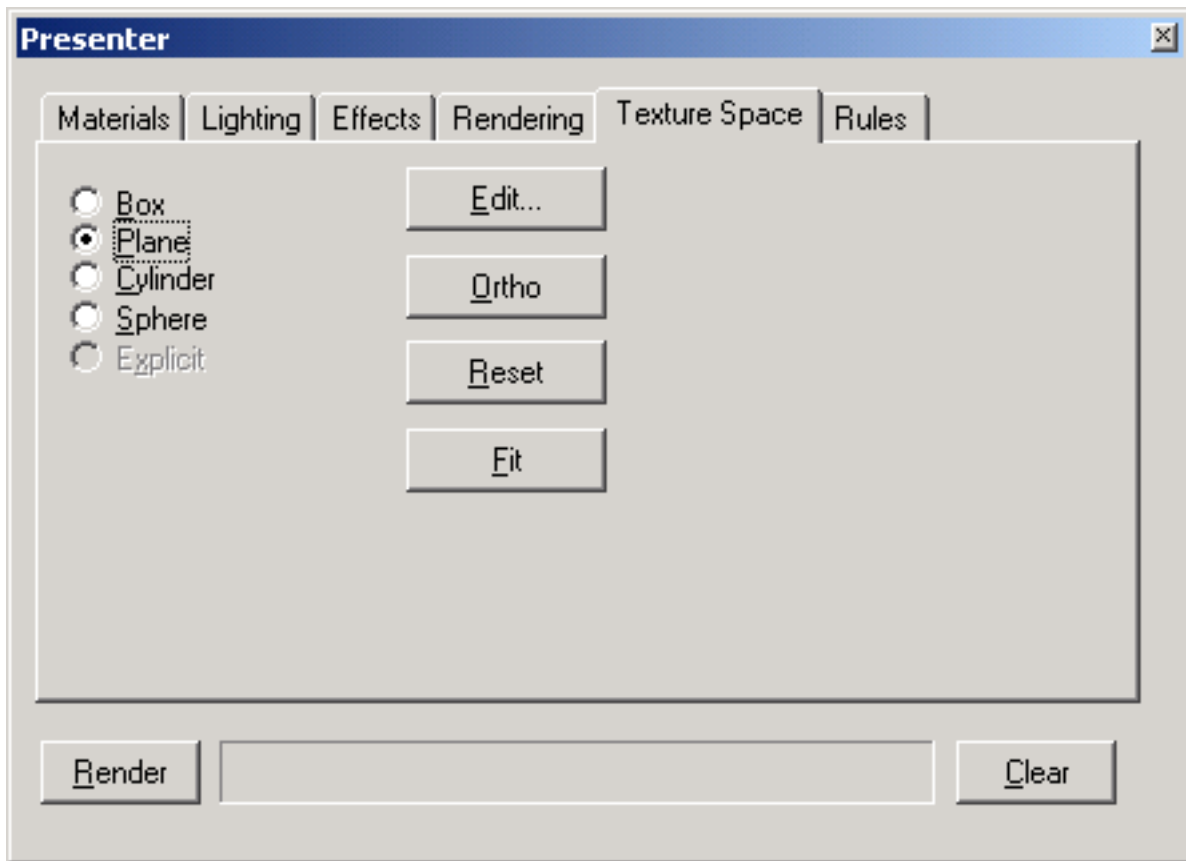 Presenter
Materials Lighting Effects Rendering Texture Space Rules
Box Edit...
Plane
Cylinder Ortho
Sphere
Explicit Reset
Fit
Render Clear